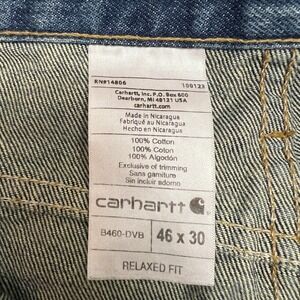 RN#14806 100123
Carhartt, Inc. P.O. Box 600
Dearborn, MI 48121 USA
carhartt.com
Made in Nicaragua
Fabriqué au Nicaragua
Hecho en Nicaragua
100% Cotton
100% Coton
100% Algodón
Exclusive of trimming
Sans garniture
Sin incluir adorno
carhartt
B460-DVB 46 x 30
RELAXED FIT